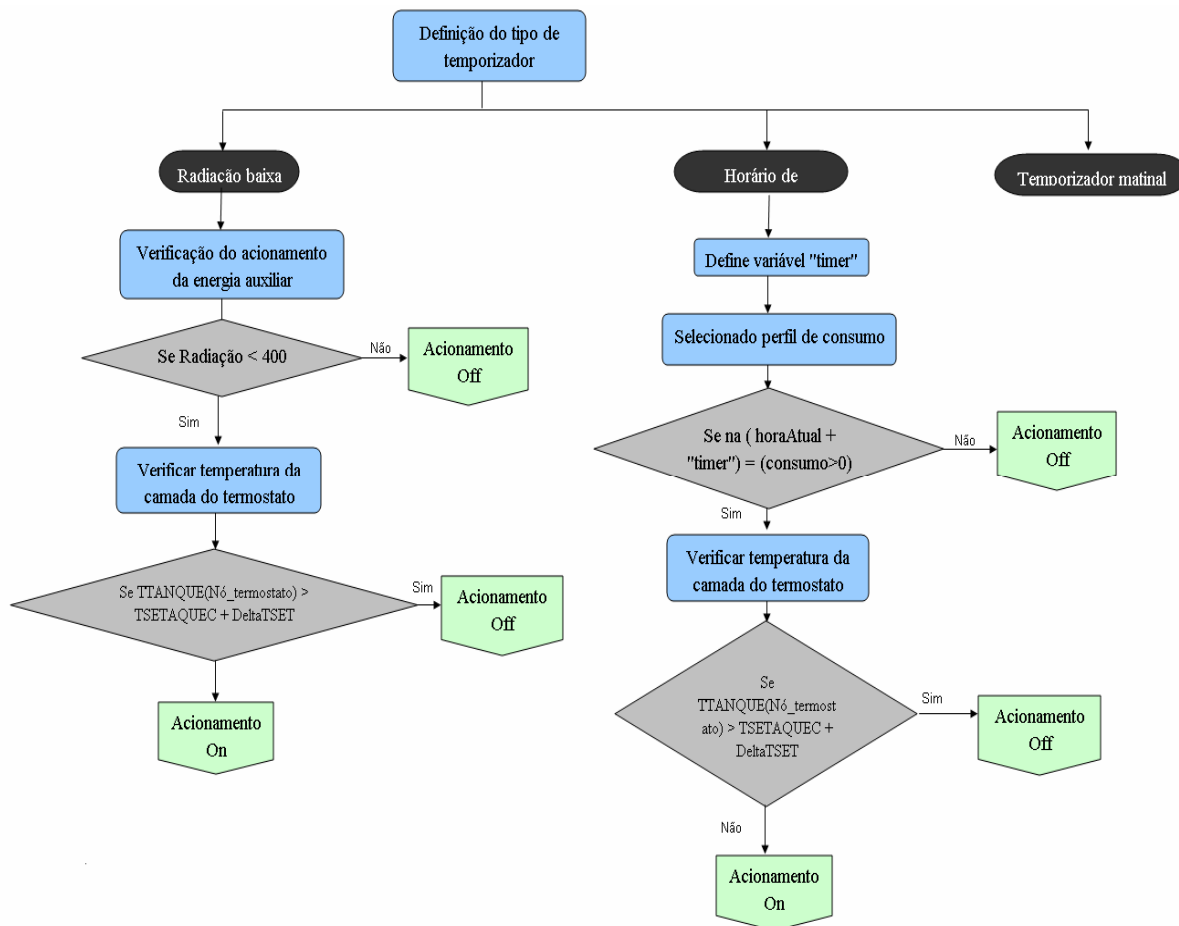 Definição do tipo de
temporizador
Radiação baixa
Horário de
Temporizador matinal
Verificação do acionamento
da energia auxiliar
Define variável "timer"
Selecionado perfil de consumo
Se Radiação < 400
Não
Acionamento
Off
Sim
Se na ( horaAtual +
"timer") = (consumo>0)
Não
Acionamento
Off
Sim
Verificar temperatura da
camada do termostato
Verificar temperatura da
camada do termostato
Se TTANQUE(Nó_termostato) >
TSETAQUEC + DeltaTSET
Sim
Acionamento
Off
Acionamento
On
Se
TTANQUE(Nó_termost
ato) > TSETAQUEC +
DeltaTSET
Sim
Acionamento
Off
Não
Acionamento
On